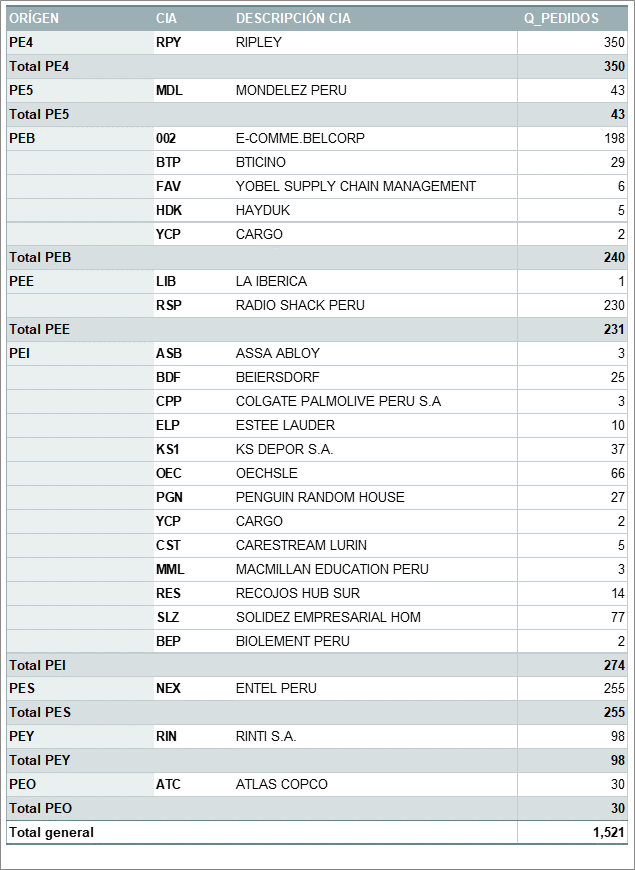 ORÍGEN CIA DESCRIPCIÓN CIA Q_PEDIDOS
PE4 RPY RIPLEY 350
Total PE4 350
PE5 MDL MONDELEZ PERU 43
Total PE5 43
PEB 002 E-COMME.BELCORP 198
BTP BTICINO 29
FAV YOBEL SUPPLY CHAIN MANAGEMENT 6
HDK HAYDUK 5
YCP CARGO 2
Total PEB 240
PEE LIB LA IBERICA 1
RSP RADIO SHACK PERU 230
Total PEE 231
PEI ASB ASSA ABLOY 3
BDF BEIERSDORF 25
CPP COLGATE PALMOLIVE PERU S.A 3
ELP ESTEE LAUDER 10
KS1 KS DEPOR S.A. 37
OEC OECHSLE 66
PGN PENGUIN RANDOM HOUSE 27
YCP CARGO 2
CST CARESTREAM LURIN 5
MML MACMILLAN EDUCATION PERU 3
RES RECOJOS HUB SUR 14
SLZ SOLIDEZ EMPRESARIAL HOM 77
BEP BIOLEMENT PERU 2
Total PEI 274
PES NEX ENTEL PERU 255
Total PES 255
PEY RIN RINTI S.A. 98
Total PEY 98
PEO ATC ATLAS COPCO 30
Total PEO 30
Total general 1,521